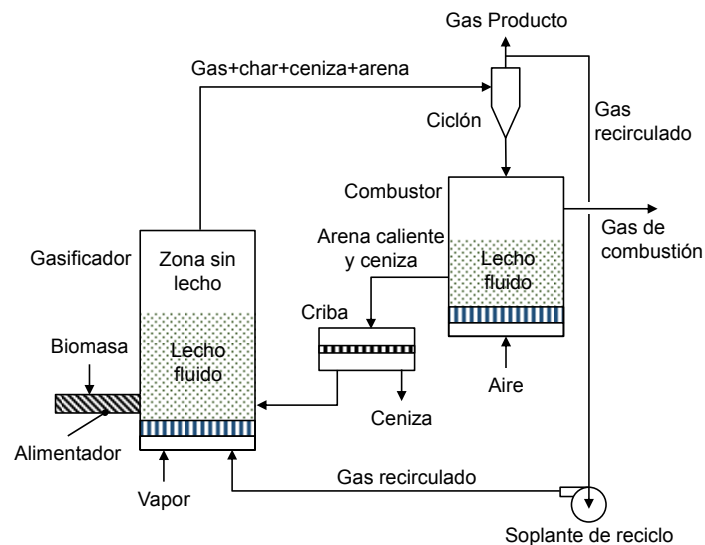 Gas Producto
Gas+char+ceniza+arena
Ciclón
Gas
recirculado
Combustor
Gas de
combustión
Arena caliente
y ceniza
Lecho
fluido
Gasificador
Zona sin
lecho
Criba
Biomasa
Lecho
fluido
Aire
Ceniza
Alimentador
Vapor
Gas recirculado
Soplante de reciclo